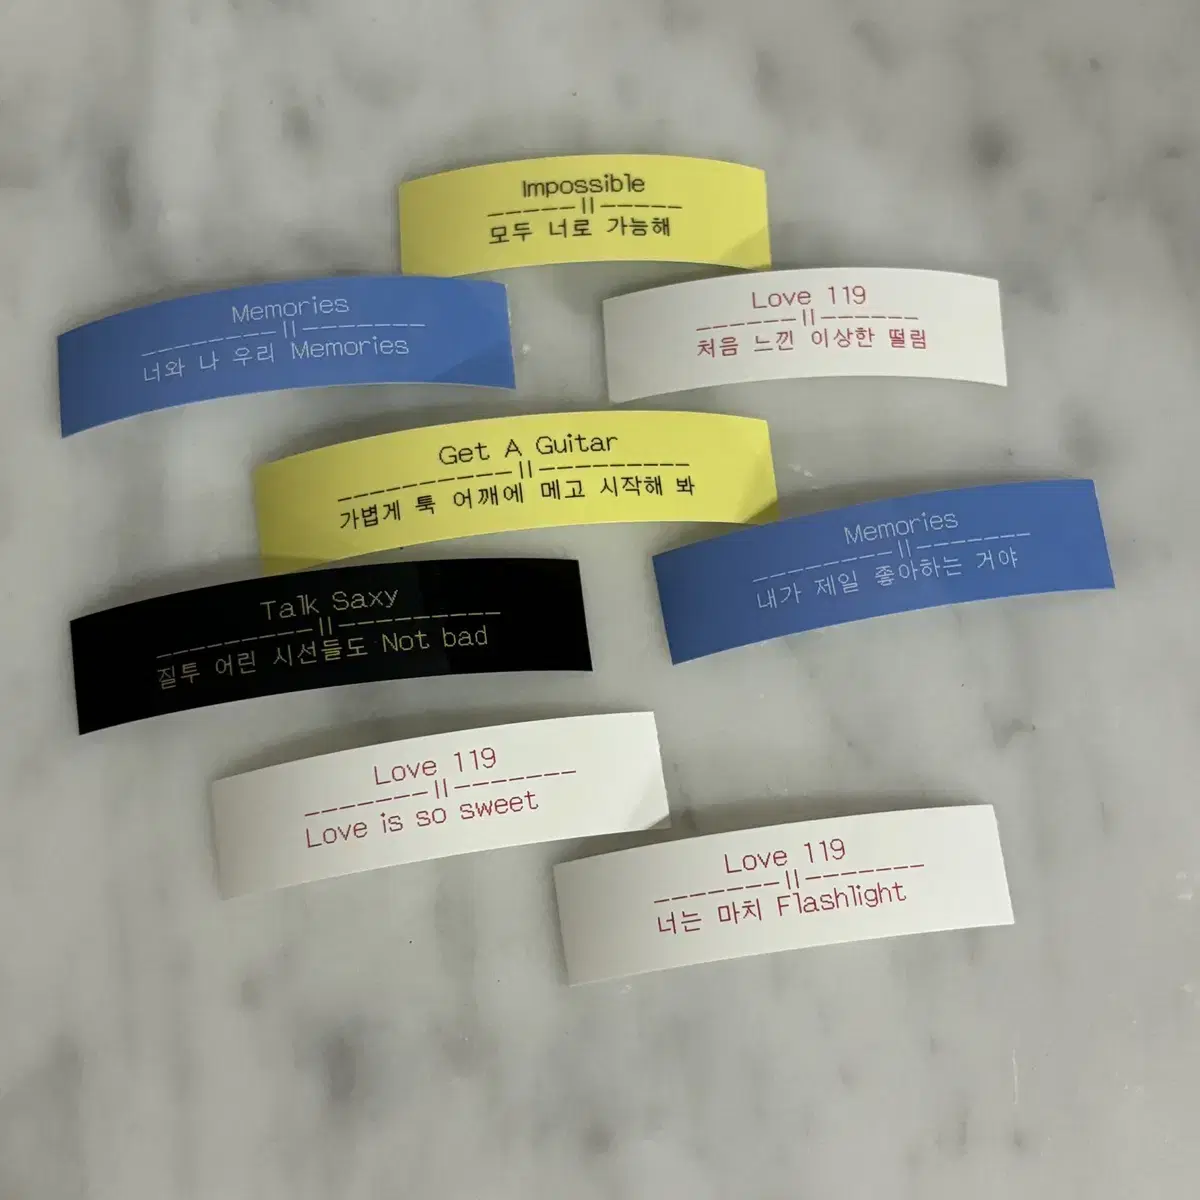 Impossible
------||-----
모두 너로 가능해
Memories
--------||--------
너와 나 우리 Memories
Love 119
------||------
처음 느낀 이상한 떨림
Get A Guitar
----------||---------
가볍게 툭 어깨에 메고 시작해 봐
Memories
--------||-------
내가 제일 좋아하는 거야
Talk Saxy
---------||---------
질투 어린 시선들도 Not bad
Love 119
-------||-------
Love is so sweet
Love 119
-------||-------
너는 마치 Flashlight